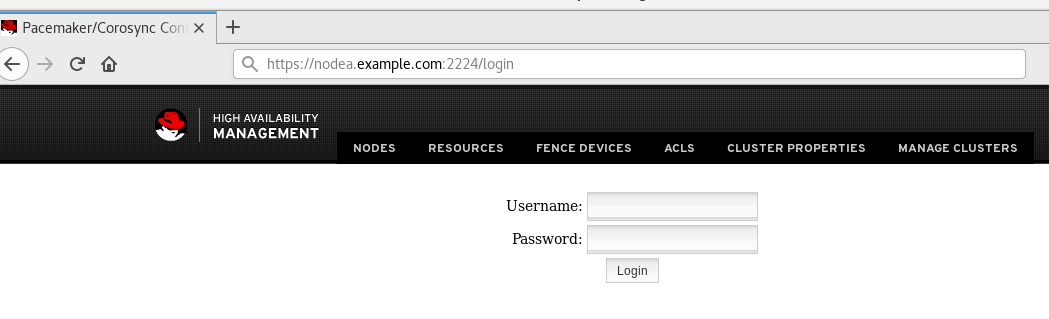 Pacemaker/Corosync Conf
https://nodea.example.com:2224/login
HIGH AVAILABILITY
MANAGEMENT
NODES RESOURCES FENCE DEVICES ACLS CLUSTER PROPERTIES MANAGE CLUSTERS
Username:
Password:
Login